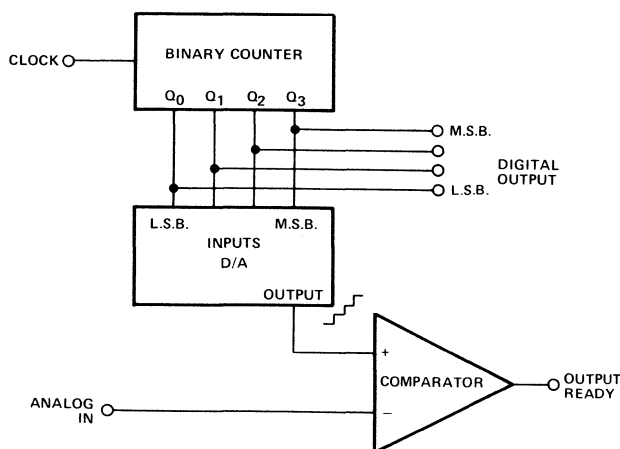 BINARY COUNTER
CLOCK
Q0 Q1 Q2 Q3
M.S.B.
DIGITAL
OUTPUT
L.S.B.
L.S.B. M.S.B.
INPUTS
D/A
OUTPUT
+
COMPARATOR
OUTPUT
READY
ANALOG
IN
−